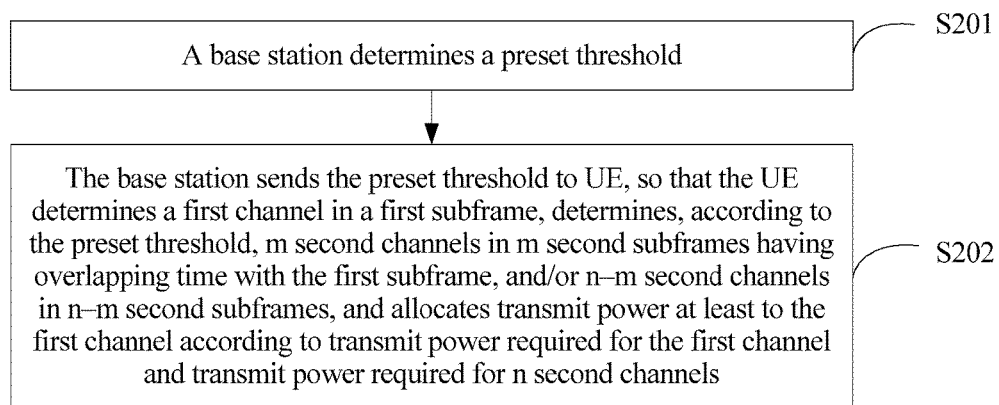 A base station determines a preset threshold
S201
The base station sends the preset threshold to UE, so that the UE
determines a first channel in a first subframe, determines, according to
the preset threshold, m second channels in m second subframes having
overlapping time with the first subframe, and/or n–m second channels
in n–m second subframes, and allocates transmit power at least to the
first channel according to transmit power required for the first channel
and transmit power required for n second channels
S202